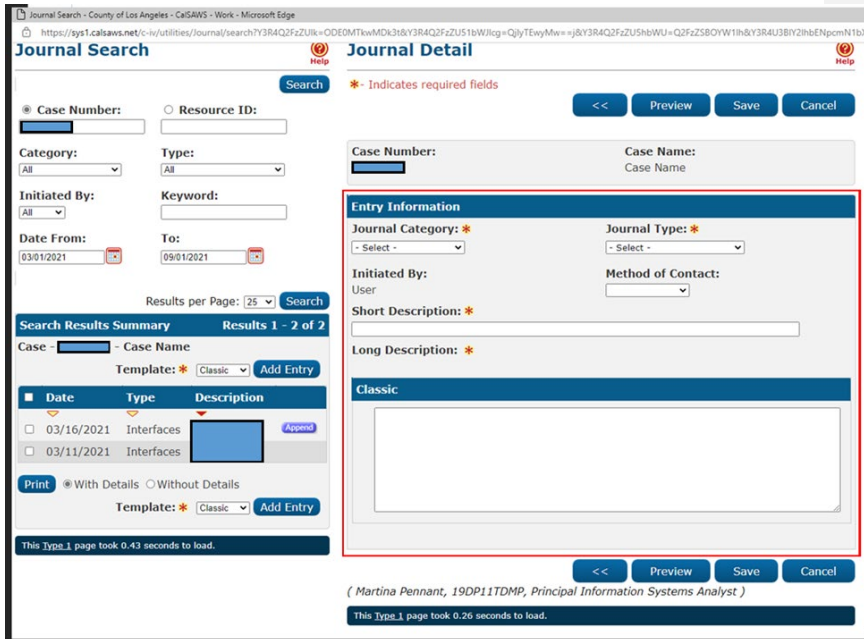 Journal Search - County of Los Angeles - CalSAWS - Work - Microsoft Edge
Journal Search
Help
Search
Case Number:
Resource ID:
Category:
Type:
All
All
Initiated By:
Keyword:
All
Date From:
To:
03/01/2021
09/01/2021
Results per Page: 25 Search
Search Results Summary Results 1 - 2 of 2
Case - - Case Name
Template: * Classic Add Entry
Date Type Description
03/16/2021 Interfaces Append
03/11/2021 Interfaces
Print With Details Without Details
Template: * Classic Add Entry
This Type 1 page took 0.43 seconds to load.
Journal Detail
Help
*- Indicates required fields
<< Preview Save Cancel
Case Number: Case Name:
Case Name
Entry Information
Journal Category: * Journal Type: *
- Select - - Select -
Initiated By: Method of Contact:
User
Short Description: *
Long Description: *
Classic
<< Preview Save Cancel
( Martina Pennant, 19DP11TDMP, Principal Information Systems Analyst )
This Type 1 page took 0.26 seconds to load.